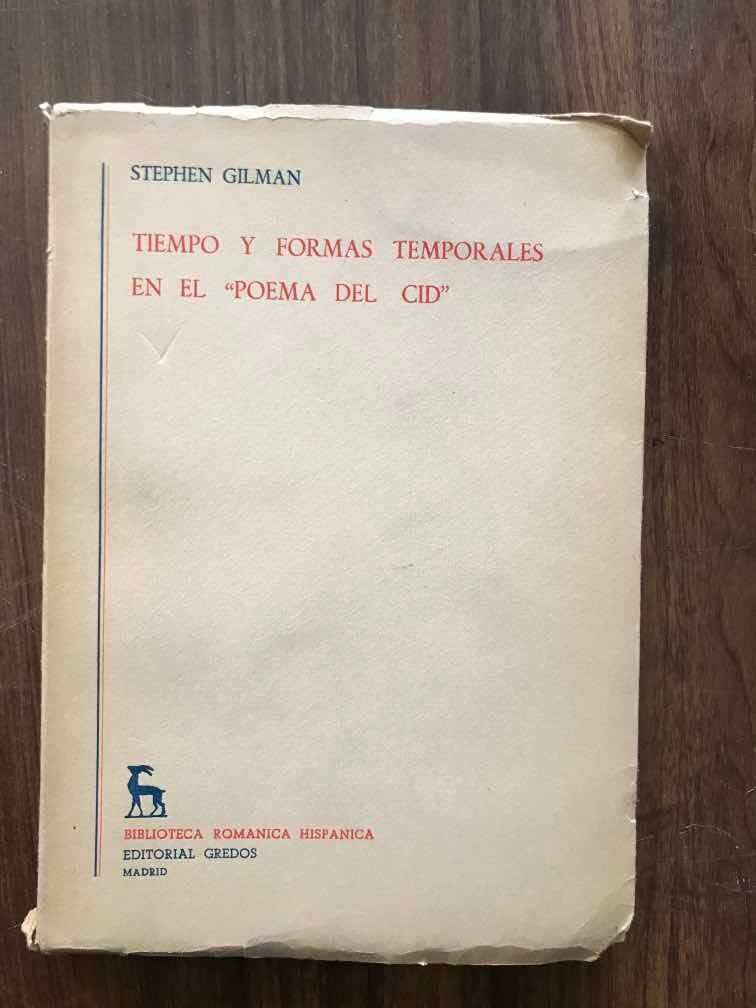 STEPHEN GILMAN
TIEMPO Y FORMAS TEMPORALES
EN EL “POEMA DEL CID”
BIBLIOTECA ROMANICA HISPANICA
EDITORIAL GREDOS
MADRID